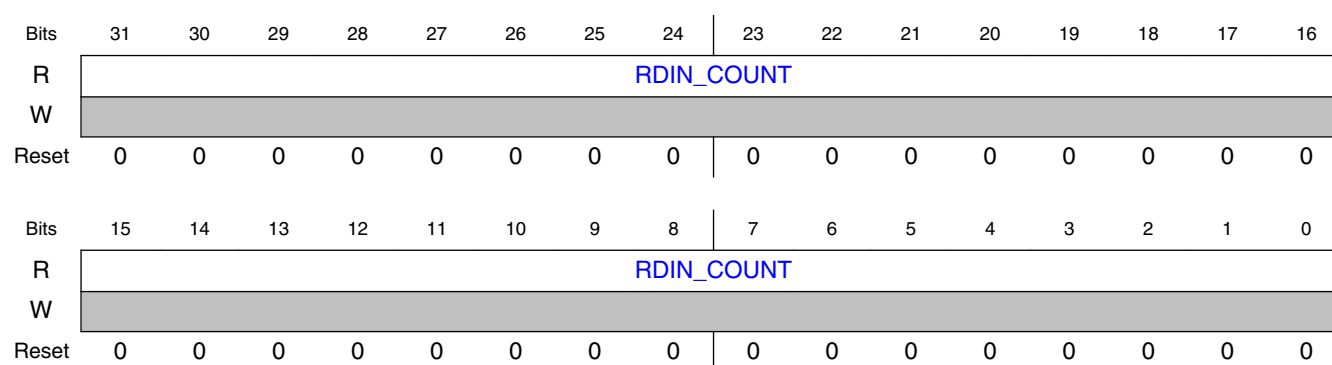 Bits 31 30 29 28 27 26 25 24 23 22 21 20 19 18 17 16
R RDIN_COUNT
W
Reset 0 0 0 0 0 0 0 0 0 0 0 0 0 0 0 0
Bits 15 14 13 12 11 10 9 8 7 6 5 4 3 2 1 0
R RDIN_COUNT
W
Reset 0 0 0 0 0 0 0 0 0 0 0 0 0 0 0 0